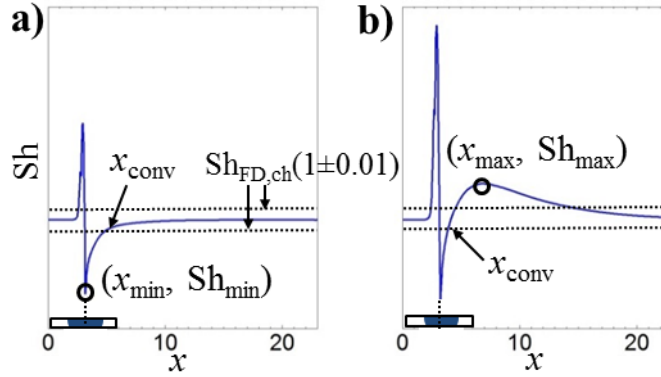 a)
b)
Sh
x_conv
Sh_FD,ch(1±0.01)
(x_min, Sh_min)
0
10
20
x
(x_max, Sh_max)
x_conv
0
10
20
x